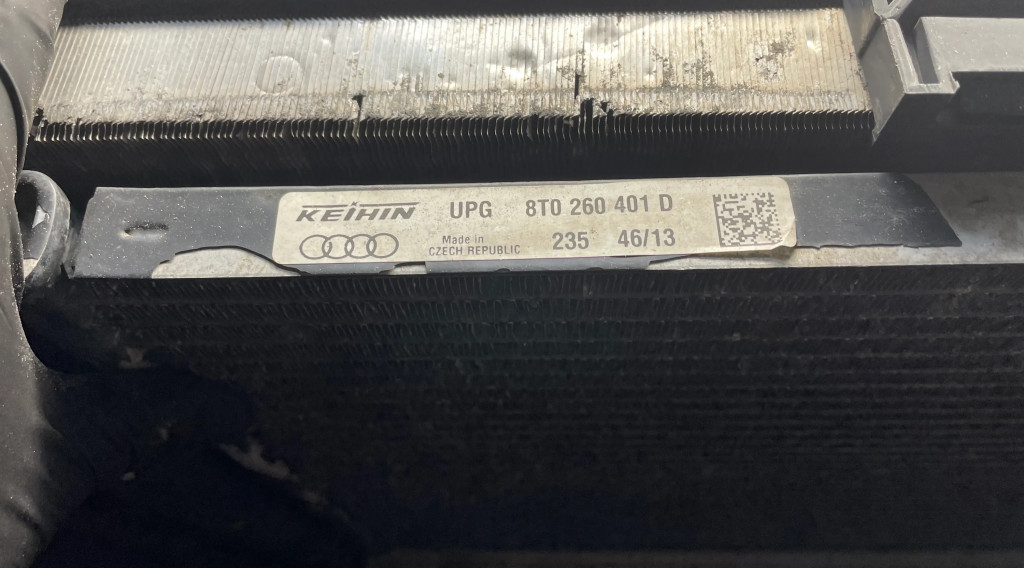 KEIHIN UPG 8T0 260 401 D
Made in
CZECH REPUBLIC 235 46/13